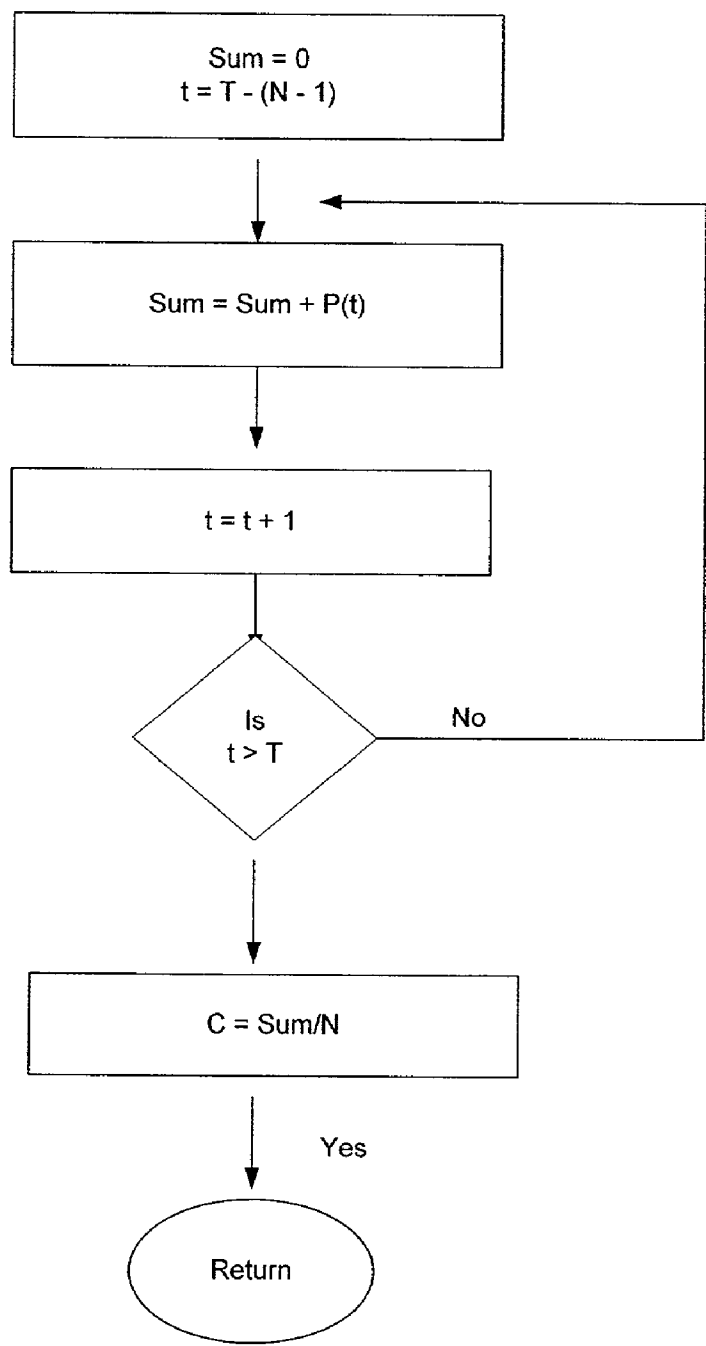 Sum = 0
t = T - (N - 1)
Sum = Sum + P(t)
t = t + 1
Is
t > T
No
C = Sum/N
Yes
Return